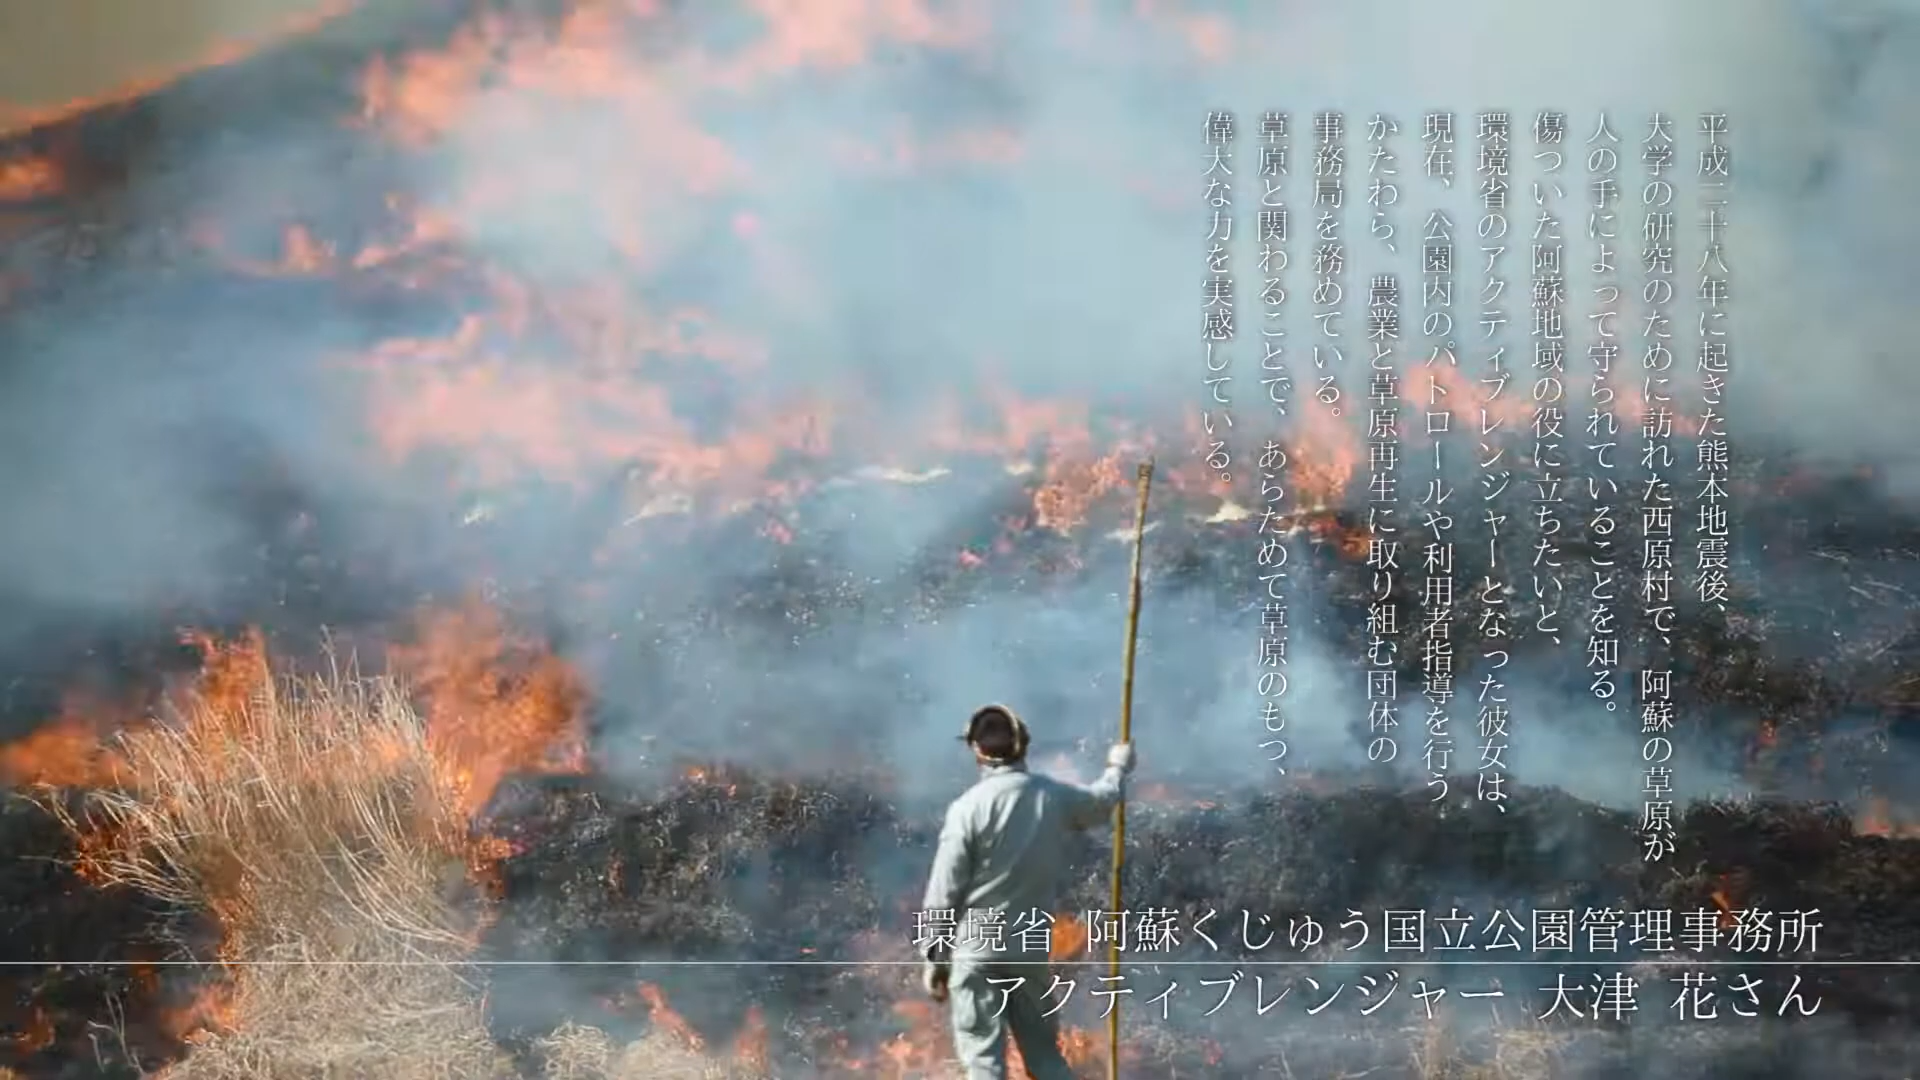 平成二十八年に起きた熊本地震後、
大学の研究のために訪れた西原村で、阿蘇の草原が
人の手によって守られていることを知る。
傷ついた阿蘇地域の役に立ちたいと、
環境省のアクティブレンジャーとなった彼女は、
現在、公園内のパトロールや利用者指導を行う
かたわら、農業と草原再生に取り組む団体の
事務局を務めている。
草原と関わることで、あらためて草原のもつ、
偉大な力を実感している。
環境省 阿蘇くじゅう国立公園管理事務所
アクティブレンジャー 大津 花さん